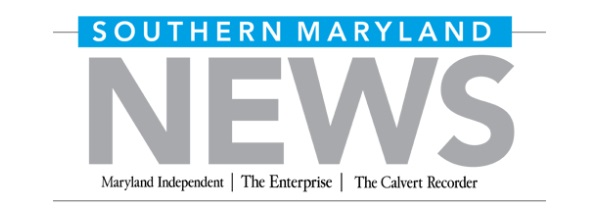 SOUTHERN MARYLAND
NEWS
Maryland Independent | The Enterprise | The Calvert Recorder